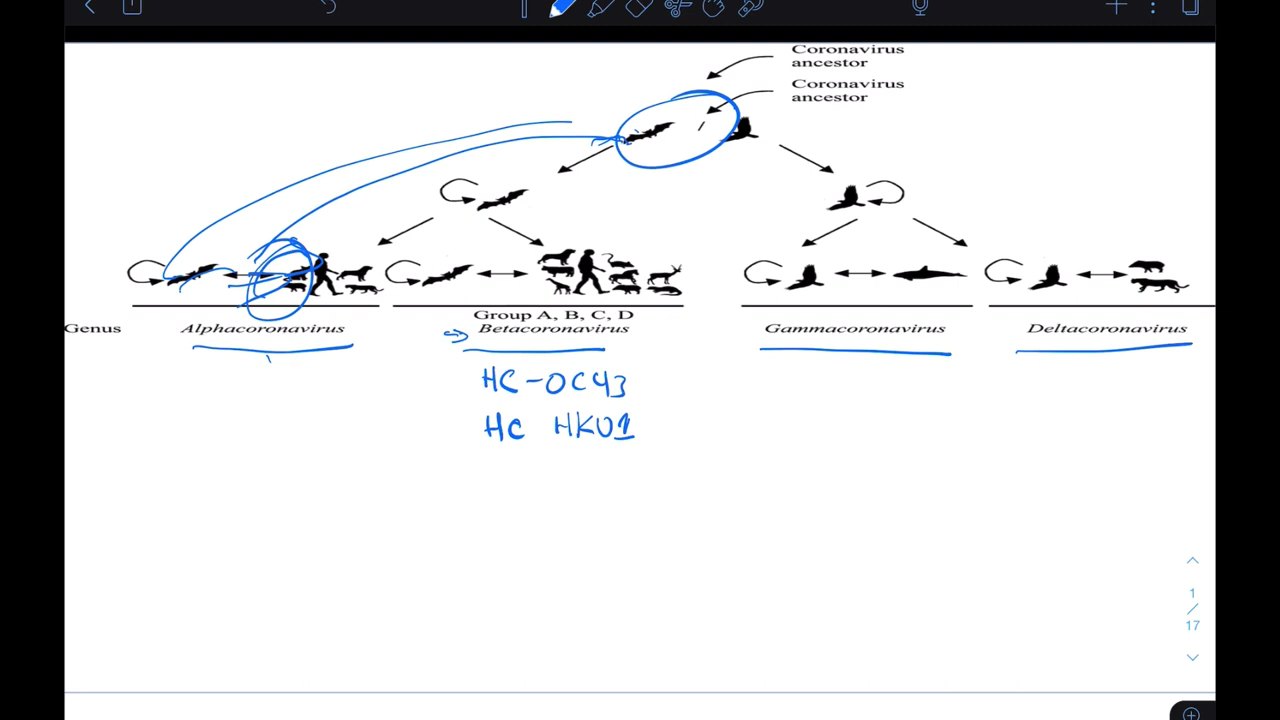 Coronavirus
ancestor
Coronavirus
ancestor
Group A, B, C, D
Genus Alphacoronavirus Betacoronavirus Gammacoronavirus Deltacoronavirus
HC-OC43
HC HKU1
1
/
17